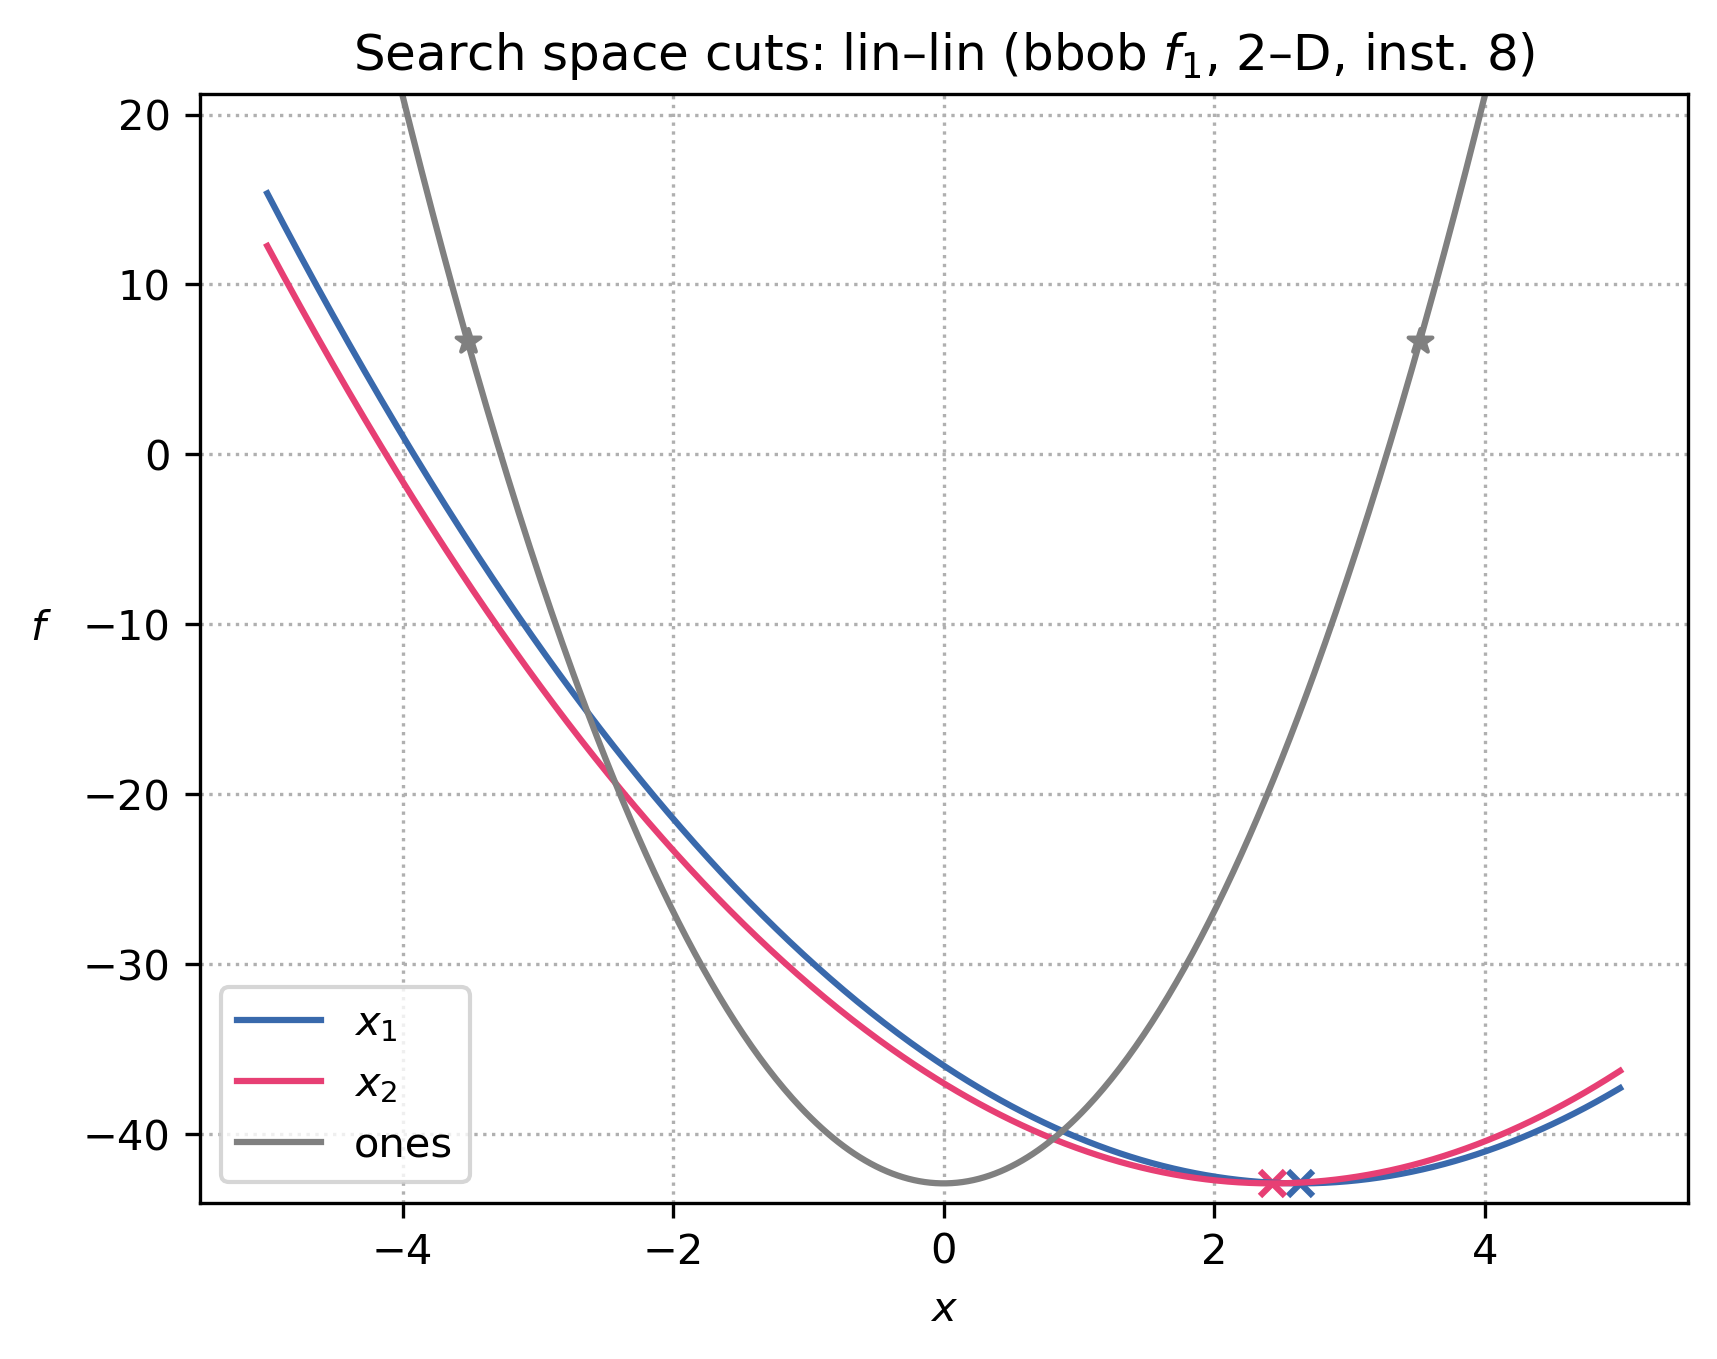 Search space cuts: lin–lin (bbob f₁, 2–D, inst. 8)
20
10
0
−10
−20
−30
−40
f
x₁
x₂
ones
−4
−2
0
2
4
x